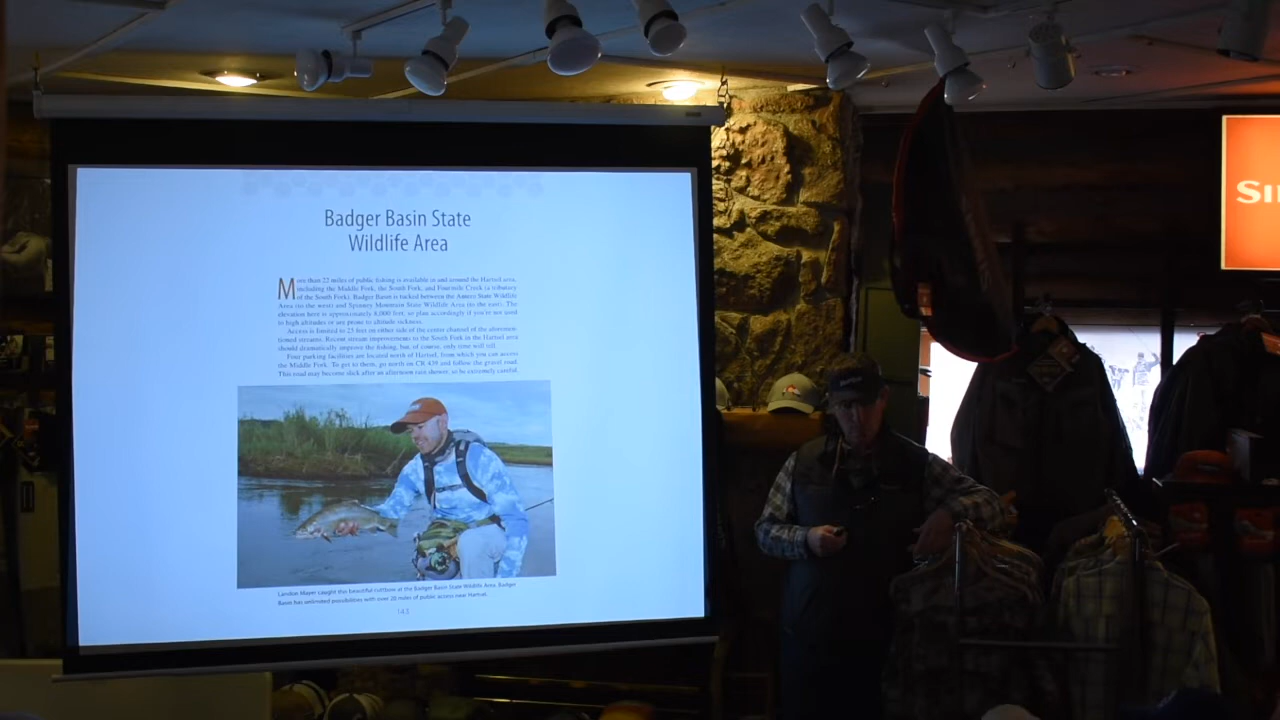 Badger Basin State
Wildlife Area
More than 22 miles of public fishing is available in and around the Hartsel area,
including the Middle Fork, the South Fork, and Fourmile Creek (a tributary
of the South Fork). Badger Basin is tucked between the Antero State Wildlife
Area (to the west) and Spinney Mountain State Wildlife Area (to the east). The
elevation here is approximately 8,000 feet, so plan accordingly if you're not used
to high altitudes or are prone to altitude sickness.
Access is limited to 25 feet on either side of the center channel of the aforemen-
tioned streams. Recent stream improvements to the South Fork in the Hartsel area
should dramatically improve the fishing, but, of course, only time will tell.
Four parking facilities are located north of Hartsel, from which you can access
the Middle Fork. To get to them, go north on CR 439 and follow the gravel road.
This road may become slick after an afternoon rain shower, so be extremely careful.
Landon Mayer caught this beautiful cuttbow at the Badger Basin State Wildlife Area. Badger
Basin has unlimited possibilities with over 20 miles of public access near Hartsel.
143